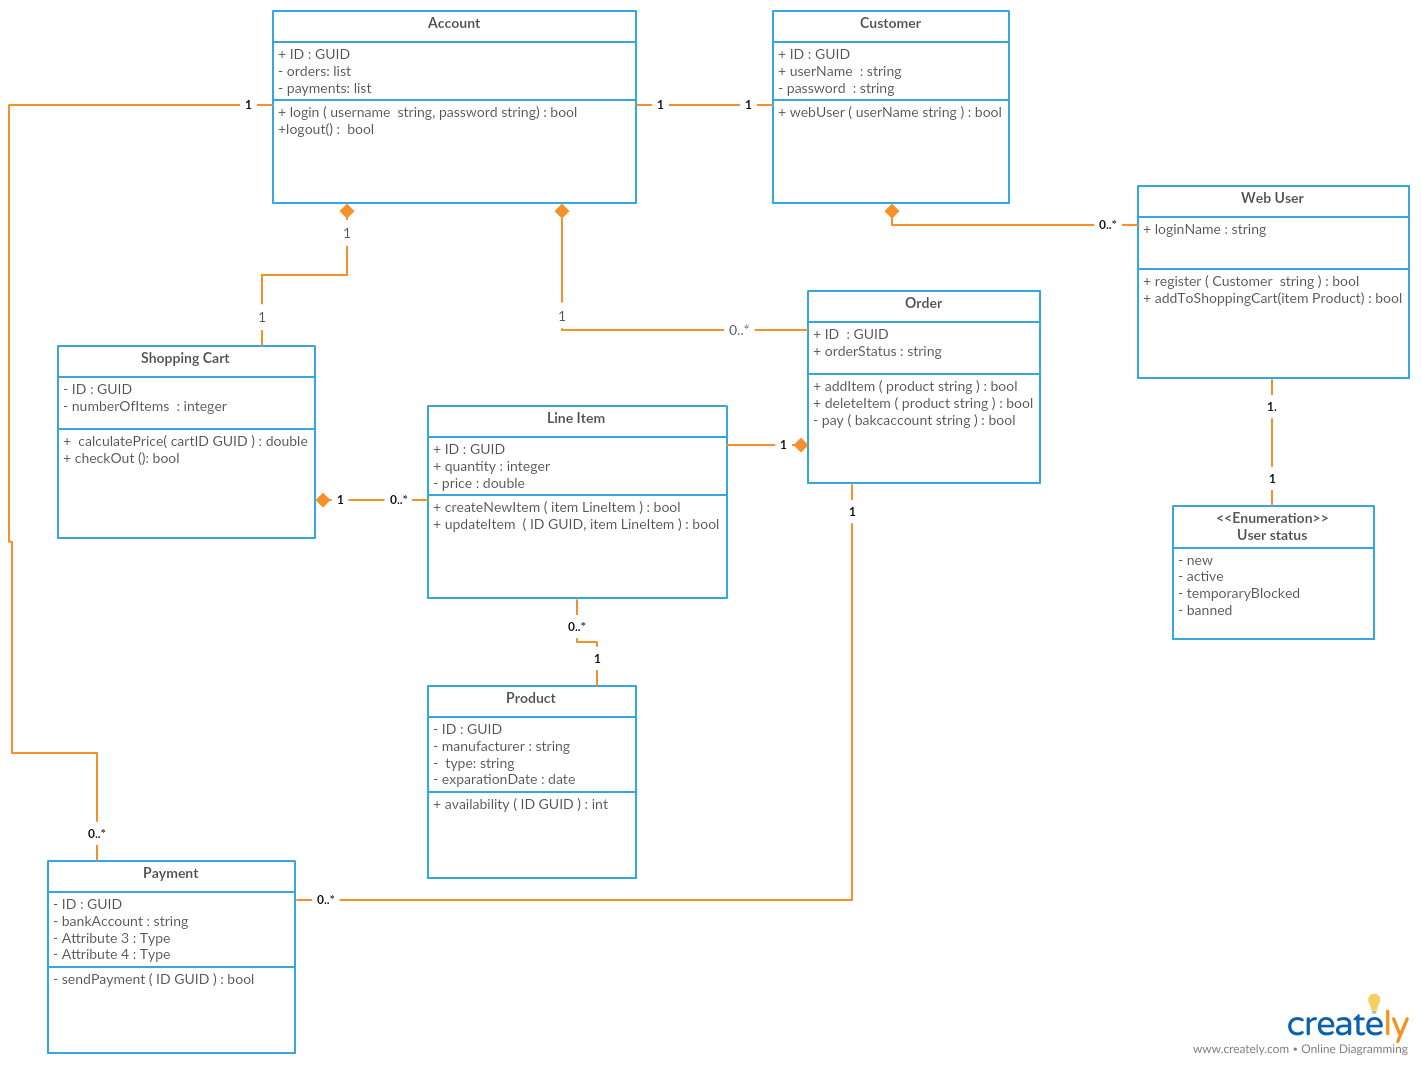 Account
+ ID : GUID
- orders: list
- payments: list
+ login ( username  string, password string) : bool
+logout() :  bool
Customer
+ ID : GUID
+ userName  : string
- password  : string
+ webUser ( userName string ) : bool
1
1
1
Web User
+ loginName : string
+ register ( Customer  string ) : bool
+ addToShoppingCart(item Product) : bool
0..*
1
1
1
0..*
Order
+ ID  : GUID
+ orderStatus : string
+ addItem ( product string ) : bool
+ deleteItem ( product string ) : bool
- pay ( bakcaccount string ) : bool
Shopping Cart
- ID : GUID
- numberOfItems  : integer
+  calculatePrice( cartID GUID ) : double
+ checkOut (): bool
Line Item
+ ID : GUID
+ quantity : integer
- price : double
+ createNewItem ( item LineItem ) : bool
+ updateItem  ( ID GUID, item LineItem ) : bool
1
1
0..*
1.
1
1
<<Enumeration>>
User status
- new
- active
- temporaryBlocked
- banned
0..*
1
Product
- ID : GUID
- manufacturer : string
-  type: string
- exparationDate : date
+ availability ( ID GUID ) : int
0..*
Payment
- ID : GUID
- bankAccount : string
- Attribute 3 : Type
- Attribute 4 : Type
- sendPayment ( ID GUID ) : bool
0..*
creately
www.creately.com • Online Diagramming